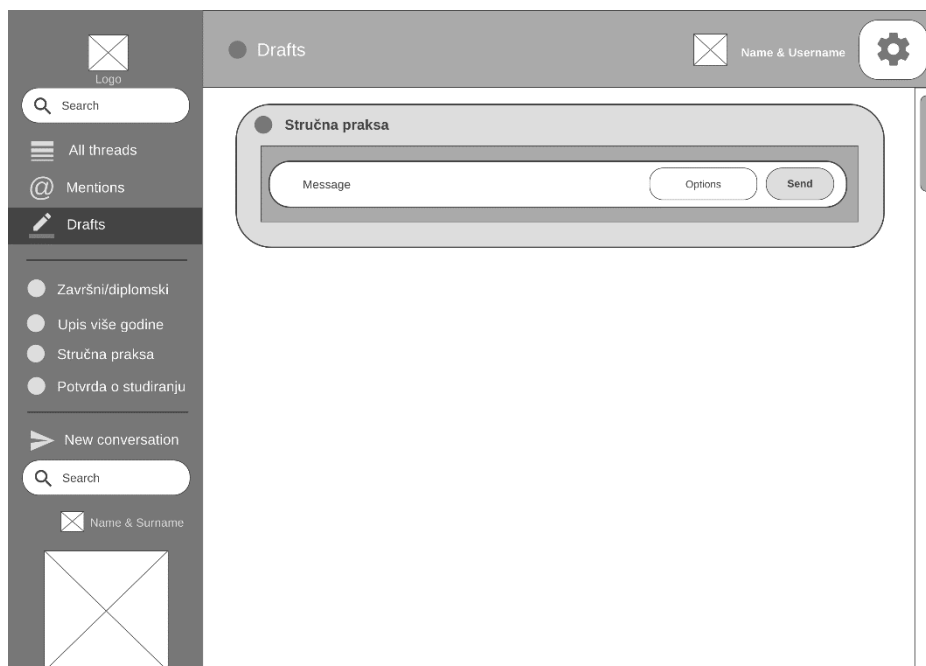 Logo
Search
All threads
@ Mentions
Drafts
Završni/diplomski
Upis više godine
Stručna praksa
Potvrda o studiranju
New conversation
Search
Name & Surname
Drafts
Name & Username
Stručna praksa
Message
Options
Send